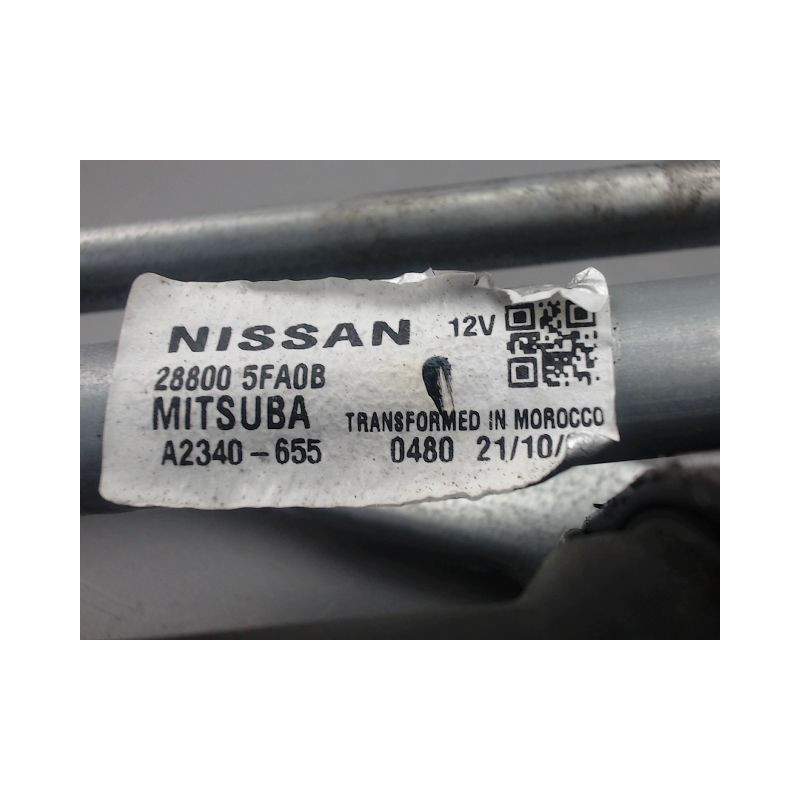 NISSAN 12V
28800 5FA0B
MITSUBA TRANSFORMED IN MOROCCO
A2340-655 0480 21/10/